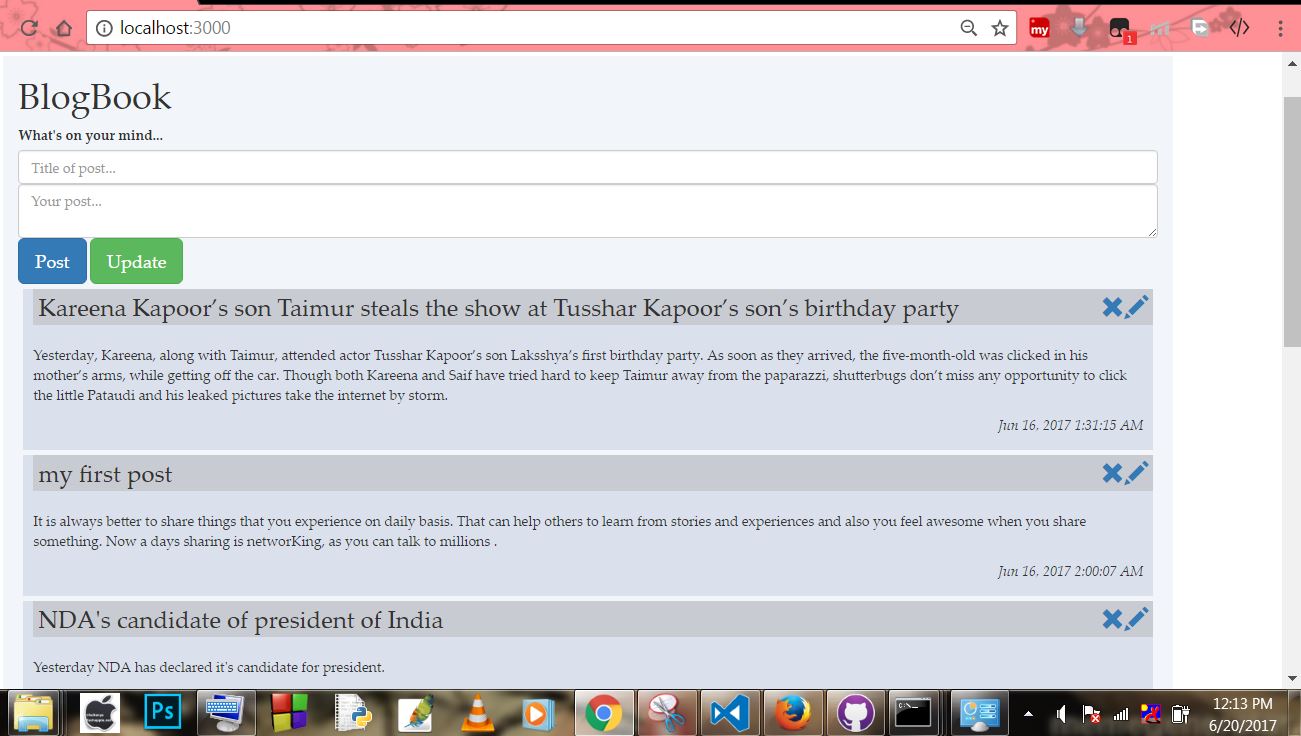 localhost:3000
my
1
BlogBook
What's on your mind...
Title of post...
Your post...
Post Update
Kareena Kapoor’s son Taimur steals the show at Tusshar Kapoor’s son’s birthday party
Yesterday, Kareena, along with Taimur, attended actor Tusshar Kapoor’s son Laksshya’s first birthday party. As soon as they arrived, the five-month-old was clicked in his
mother’s arms, while getting off the car. Though both Kareena and Saif have tried hard to keep Taimur away from the paparazzi, shutterbugs don’t miss any opportunity to click
the little Pataudi and his leaked pictures take the internet by storm.
Jun 16, 2017 1:31:15 AM
my first post
It is always better to share things that you experience on daily basis. That can help others to learn from stories and experiences and also you feel awesome when you share
something. Now a days sharing is networKing, as you can talk to millions .
Jun 16, 2017 2:00:07 AM
NDA's candidate of president of India
Yesterday NDA has declared it's candidate for president.
Ps
12:13 PM
6/20/2017